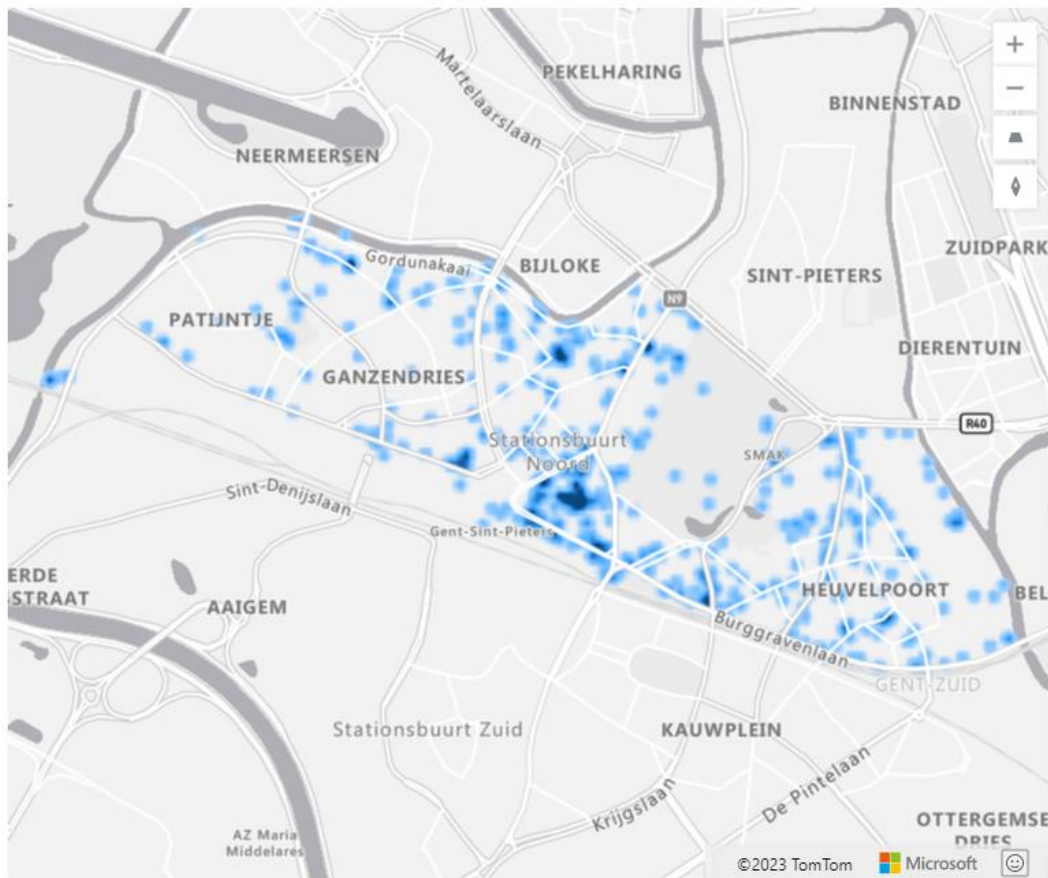 PEKELHARING
Martelaarslaan
BINNENSTAD
NEERMEERSEN
ZUIDPARK
Gordunakaai
BIJLOKE
SINT-PIETERS
N9
PATIJNTJE
DIERENTUIN
GANZENDRIES
R40
Stationsbuurt
Noord
SMAK
Sint-Denijslaan
Gent-Sint-Pieters
ERDE
STRAAT
AAIGEM
HEUVELPOORT
BEL
Burggravenlaan
GENT-ZUID
Stationsbuurt Zuid
KAUWPLEIN
De Pintelaan
Krijgslaan
OTTERGEMSE
DRIES
AZ Maria
Middelares
©2023 TomTom
Microsoft